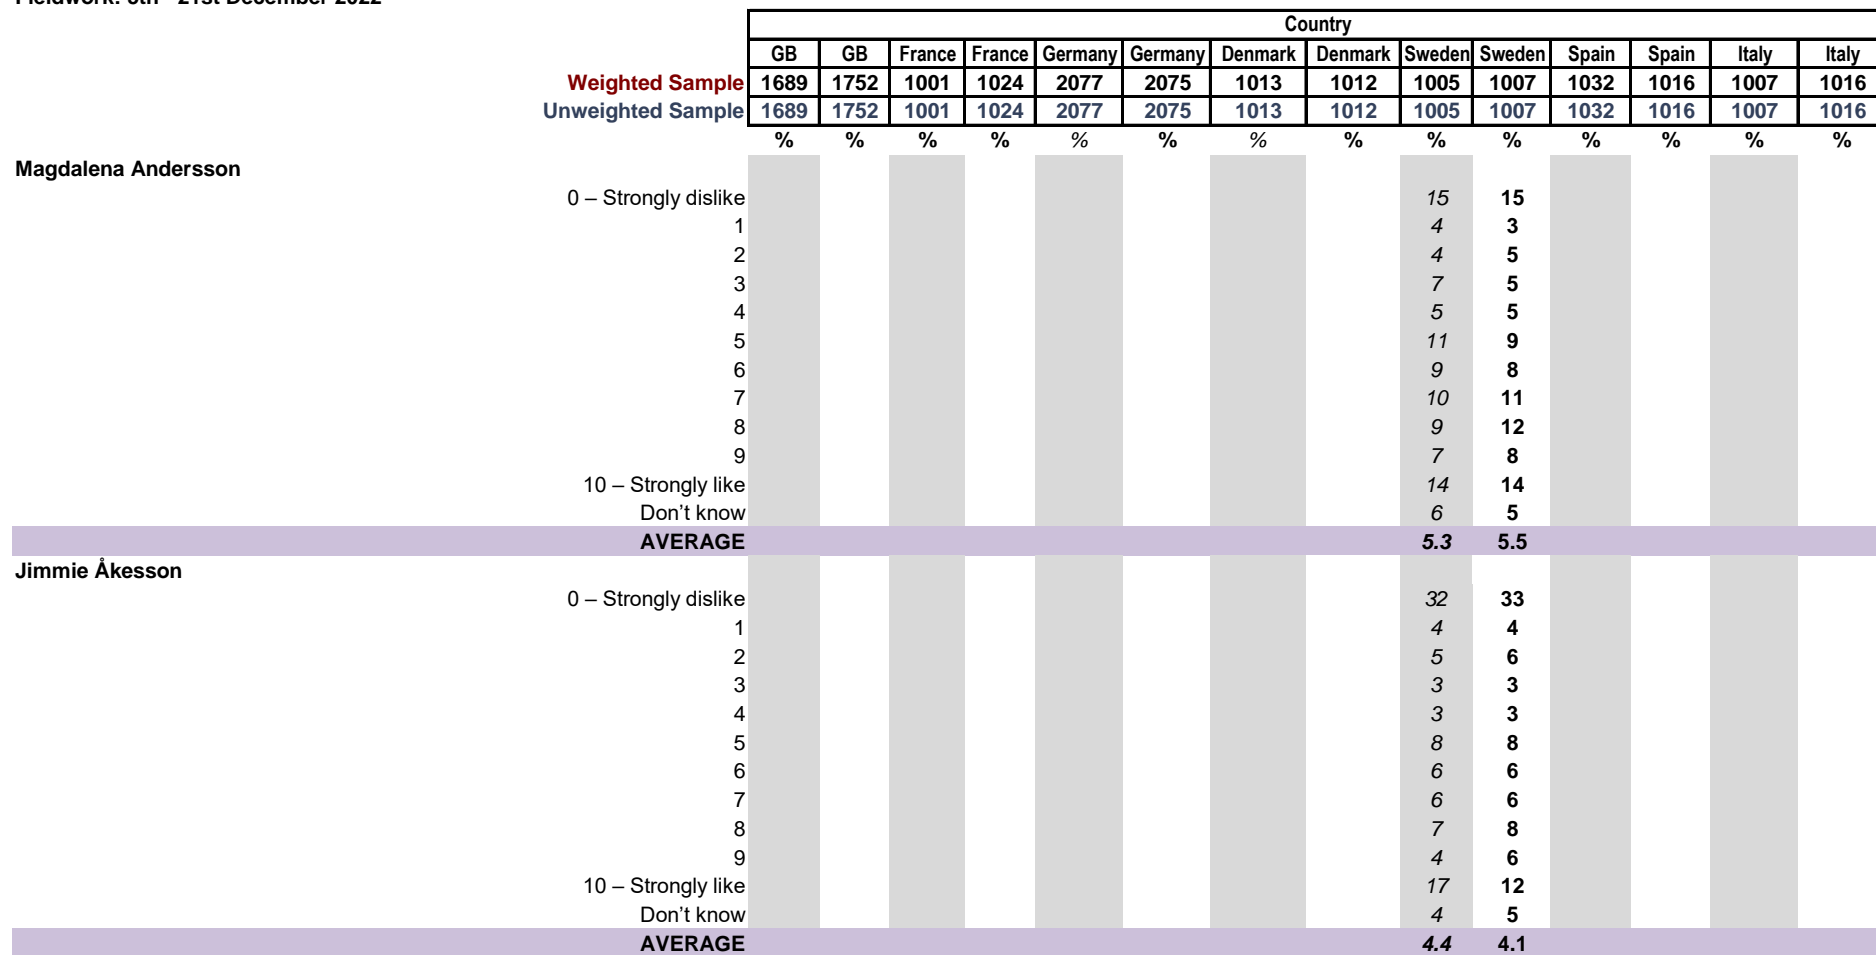 Fieldwork: 5th - 21st December 2022
Country
GB GB France France Germany Germany Denmark Denmark Sweden Sweden Spain Spain Italy Italy
Weighted Sample 1689 1752 1001 1024 2077 2075 1013 1012 1005 1007 1032 1016 1007 1016
Unweighted Sample 1689 1752 1001 1024 2077 2075 1013 1012 1005 1007 1032 1016 1007 1016
% % % % % % % % % % % % % %
Magdalena Andersson
0 – Strongly dislike 15 15
1 4 3
2 4 5
3 7 5
4 5 5
5 11 9
6 9 8
7 10 11
8 9 12
9 7 8
10 – Strongly like 14 14
Don't know 6 5
AVERAGE 5.3 5.5
Jimmie Åkesson
0 – Strongly dislike 32 33
1 4 4
2 5 6
3 3 3
4 3 3
5 8 8
6 6 6
7 6 6
8 7 8
9 4 6
10 – Strongly like 17 12
Don't know 4 5
AVERAGE 4.4 4.1